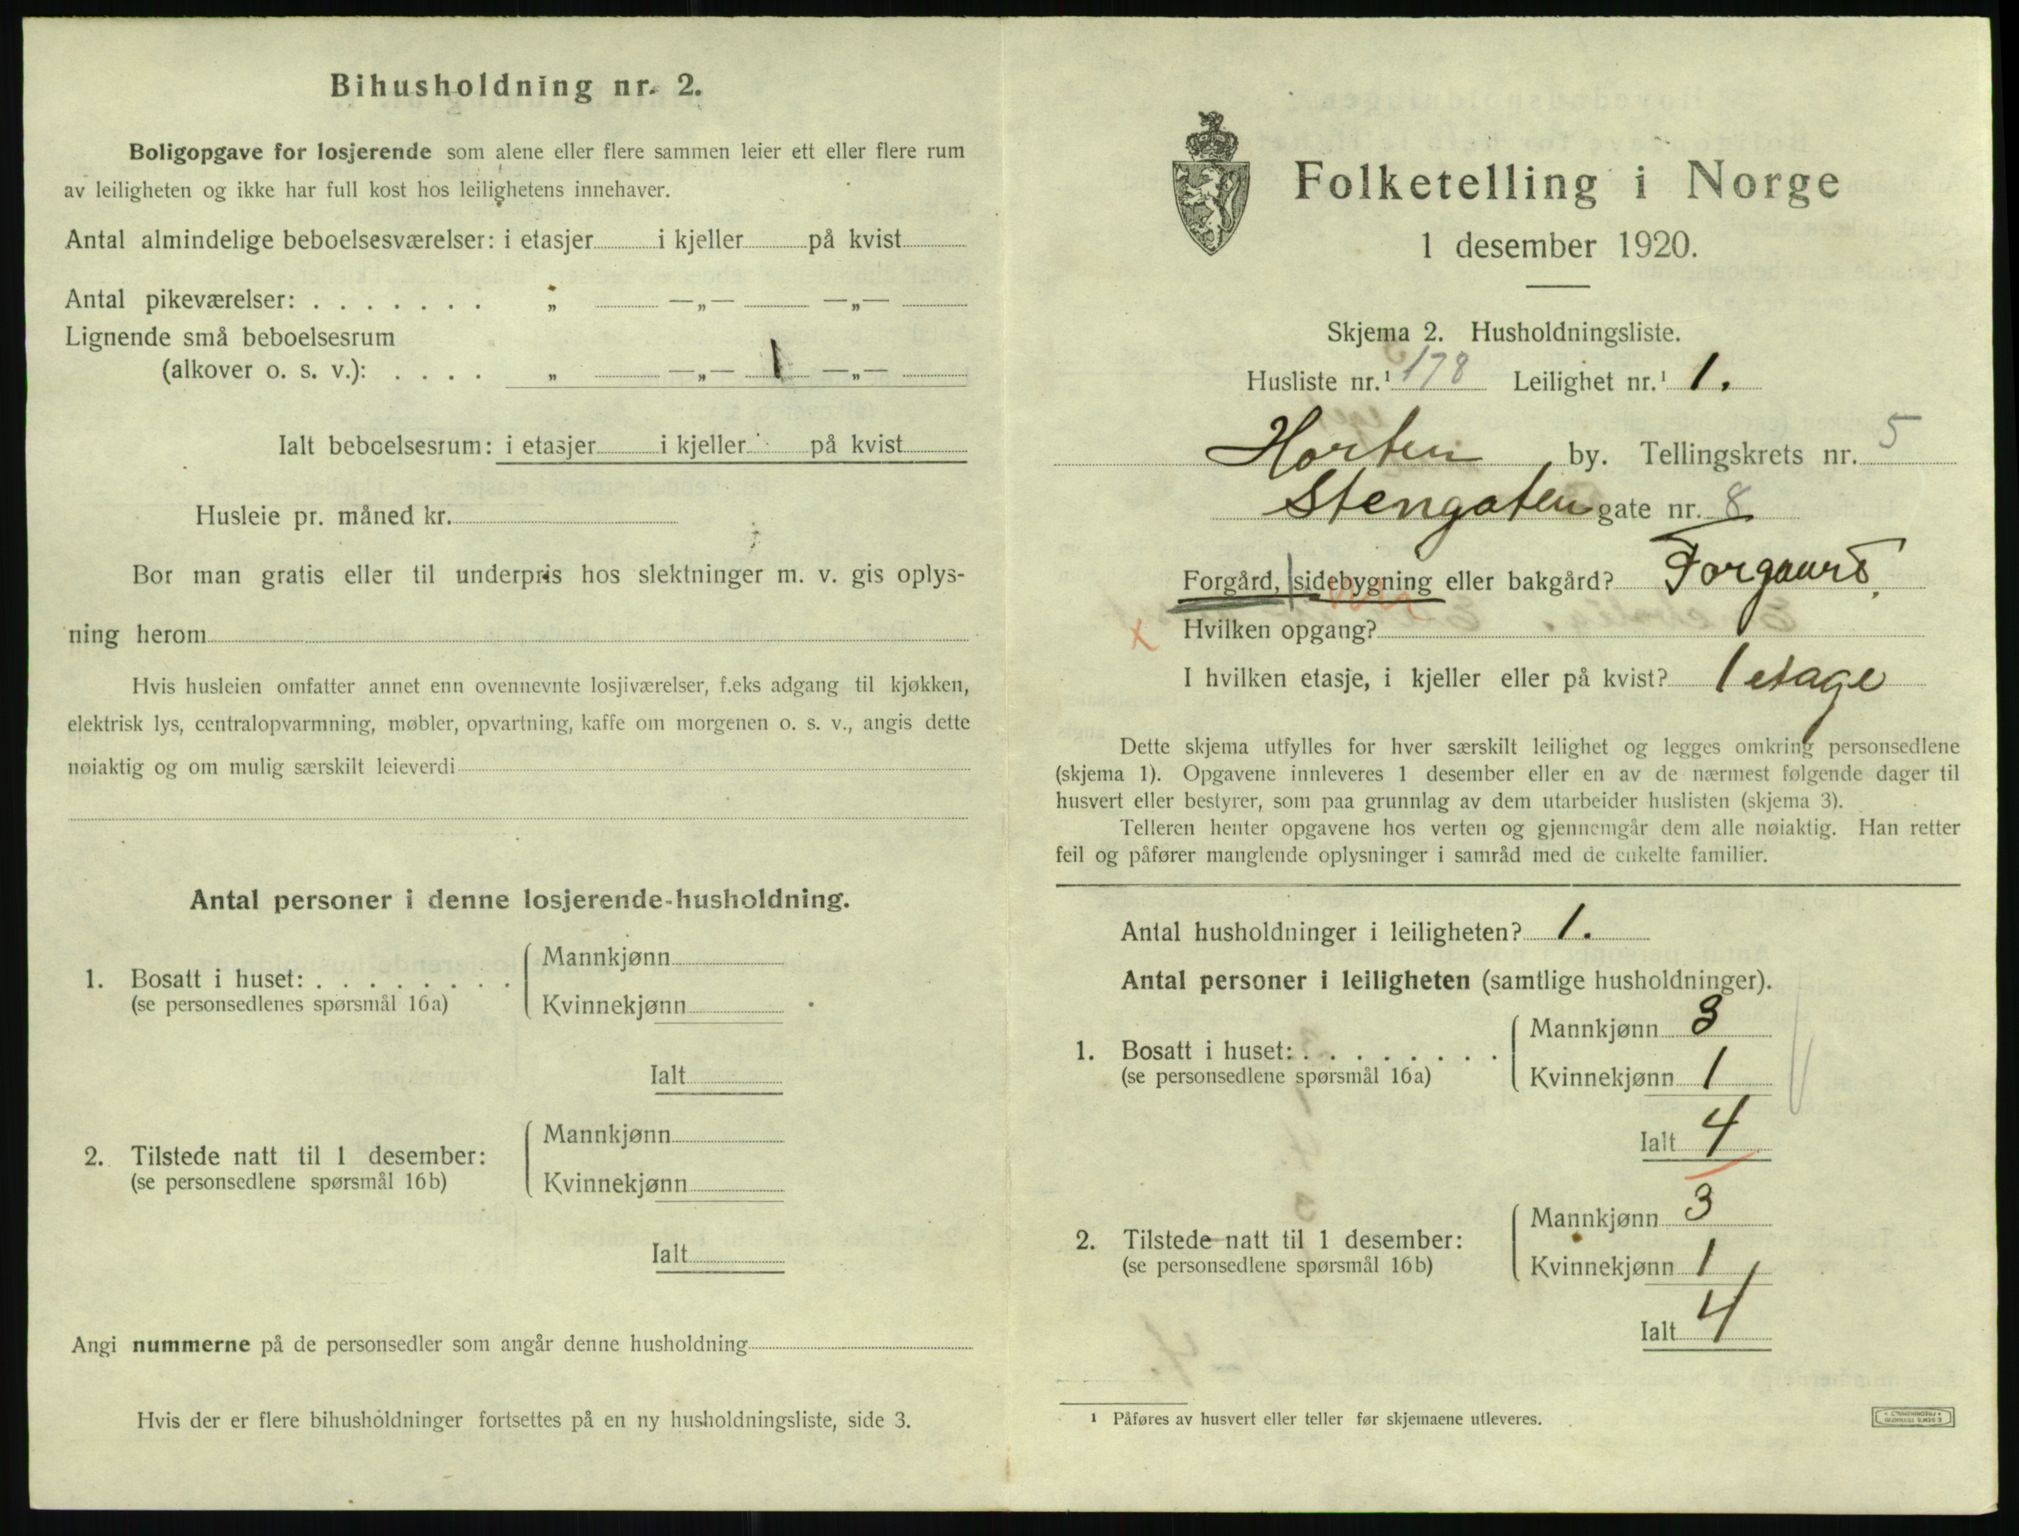 Bihusholdning nr. 2.
Boligopgave for losjerende som alene eller flere sammen leier ett eller flere rum
av leiligheten og ikke har full kost hos leilighetens innehaver.
Antal almindelige beboelsesværelser: i etasjer i kjeller på kvist
Antal pikeværelser: . . . . . . . „ —„— —„—
Lignende små beboelsesrum
(alkover o. s. v.): . . . . „ —„— 1 —„—
Ialt beboelsesrum: i etasjer i kjeller på kvist
Husleie pr. måned kr.
Bor man gratis eller til underpris hos slektninger m. v. gis oplys-
ning herom
Hvis husleien omfatter annet enn ovennevnte losjiværelser, f.eks adgang til kjøkken,
elektrisk lys, centralopvarmning, møbler, opvartning, kaffe om morgenen o. s. v., angis dette
nøiaktig og om mulig særskilt leieverdi
Antal personer i denne losjerende-husholdning.
1. Bosatt i huset: . . . . . . . .
(se personsedlenes spørsmål 16a)
Mannkjønn
Kvinnekjønn
Ialt
2. Tilstede natt til 1 desember:
(se personsedlene spørsmål 16b)
Mannkjønn
Kvinnekjønn
Ialt
Angi nummerne på de personsedler som angår denne husholdning
Hvis der er flere bihusholdninger fortsettes på en ny husholdningsliste, side 3.
Folketelling i Norge
1 desember 1920.
Skjema 2. Husholdningsliste.
Husliste nr.¹ 178 Leilighet nr.¹ 1.
Horten by. Tellingskrets nr. 5
Stengaten gate nr. 8
Forgård, sidebygning eller bakgård? Forgaard.
x Hvilken opgang?
I hvilken etasje, i kjeller eller på kvist? 1 etage
Dette skjema utfylles for hver særskilt leilighet og legges omkring personsedlene
(skjema 1). Opgavene innleveres 1 desember eller en av de nærmest følgende dager til
husvert eller bestyrer, som paa grunnlag av dem utarbeider huslisten (skjema 3).
Telleren henter opgavene hos verten og gjennemgår dem alle nøiaktig. Han retter
feil og påfører manglende oplysninger i samråd med de enkelte familier.
Antal husholdninger i leiligheten? 1.
Antal personer i leiligheten (samtlige husholdninger).
1. Bosatt i huset: . . . . . . . .
(se personsedlene spørsmål 16a)
Mannkjønn 3
Kvinnekjønn 1
Ialt 4
2. Tilstede natt til 1 desember:
(se personsedlene spørsmål 16b)
Mannkjønn 3
Kvinnekjønn 1
Ialt 4
¹ Påføres av husvert eller teller før skjemaene utleveres.